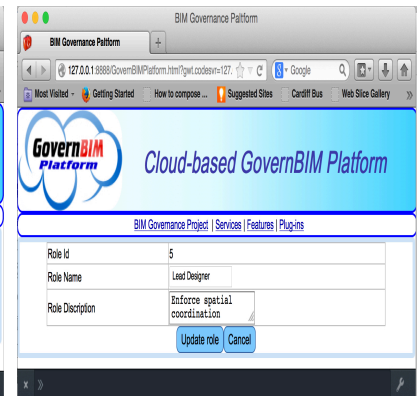 BIM Governance Paltform
BIM Governance Paltform
127.0.0.1:8888/GovernBIMPlatform.html?gwt.codesvr=127.
Google
Most Visited
Getting Started
How to compose ...
Suggested Sites
Cardiff Bus
Web Slice Gallery
GovernBIM
Platform
Cloud-based GovernBIM Platform
BIM Governance Project | Services | Features | Plug-ins
Role Id 5
Role Name Lead Designer
Role Discription Enforce spatial
coordination
Update role Cancel